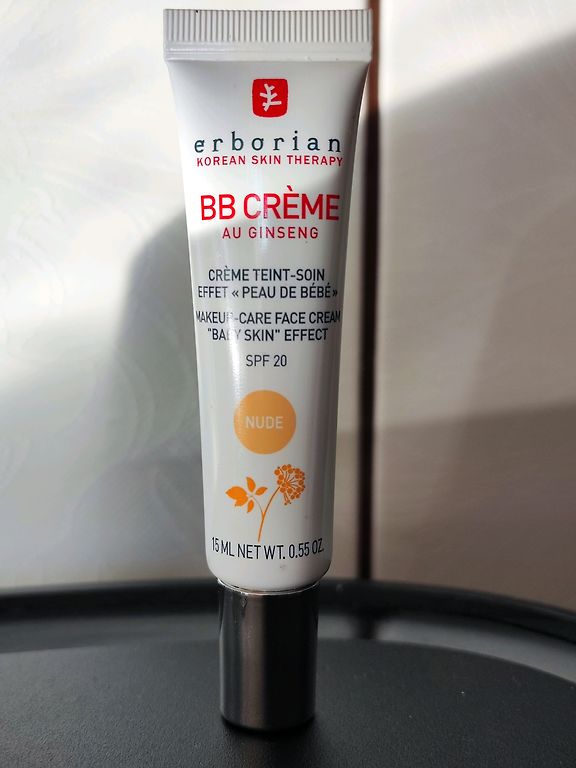 erborian
KOREAN SKIN THERAPY
BB CRÈME
AU GINSENG
CRÈME TEINT-SOIN
EFFET « PEAU DE BÉBÉ »
MAKEUP-CARE FACE CREAM
"BABY SKIN" EFFECT
SPF 20
NUDE
15 ML NET WT. 0.55 OZ.